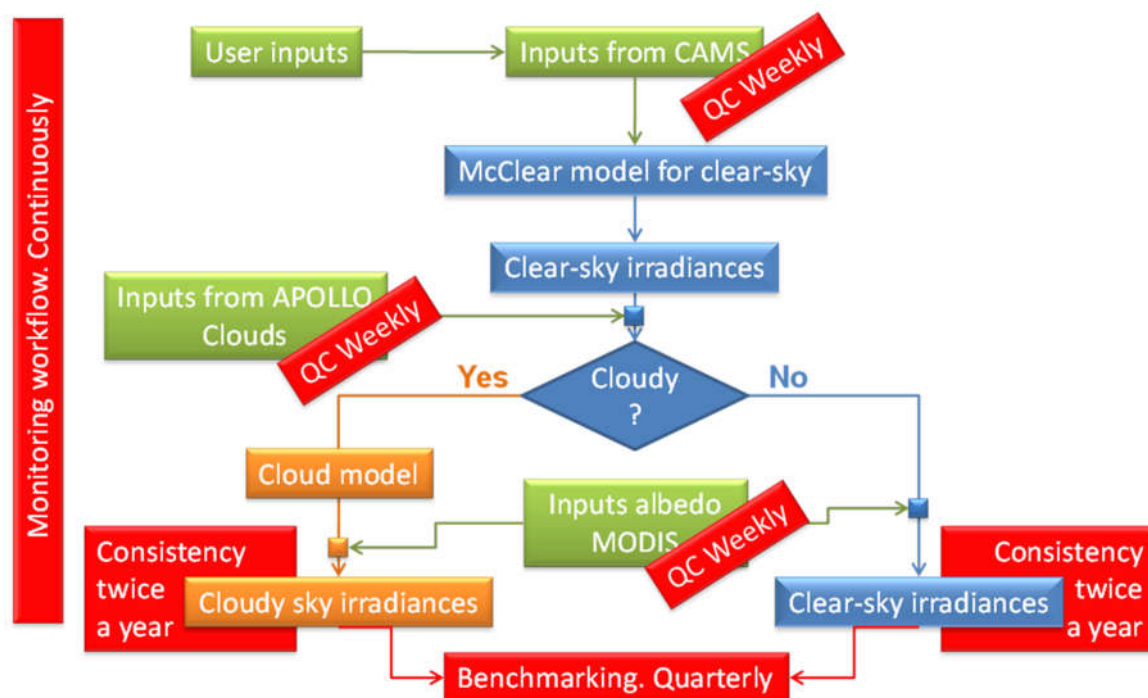 Monitoring workflow. Continuously
User inputs
Inputs from CAMS
QC Weekly
McClear model for clear-sky
Clear-sky irradiances
Inputs from APOLLO
Clouds
QC Weekly
Yes
Cloudy
?
No
Cloud model
Inputs albedo
MODIS
QC Weekly
Consistency
twice
a year
Cloudy sky irradiances
Clear-sky irradiances
Consistency
twice
a year
Benchmarking. Quarterly